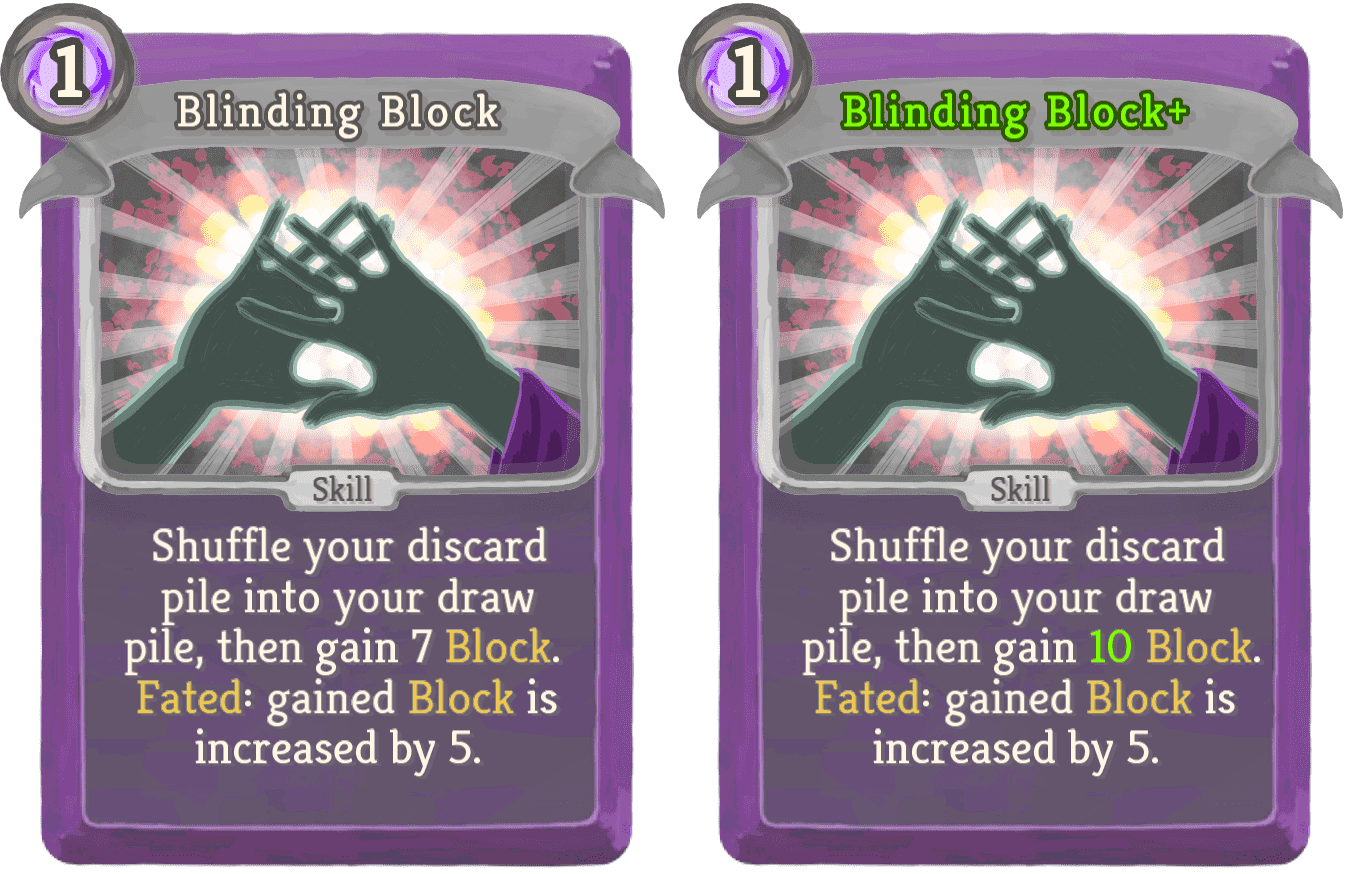 1
Blinding Block
Skill
Shuffle your discard
pile into your draw
pile, then gain 7 Block.
Fated: gained Block is
increased by 5.
1
Blinding Block+
Skill
Shuffle your discard
pile into your draw
pile, then gain 10 Block.
Fated: gained Block is
increased by 5.